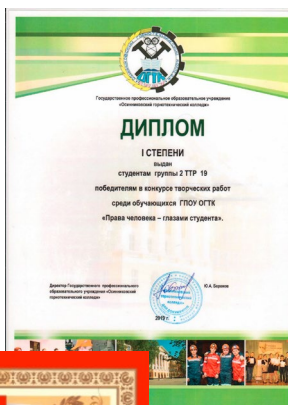 ОГТК
Государственное профессиональное образовательное учреждение
«Осинниковский горнотехнический колледж»
ДИПЛОМ
I СТЕПЕНИ
выдан
студентам группы 2 ТТР 19
победителям в конкурсе творческих работ
среди обучающихся ГПОУ ОГТК
«Права человека – глазами студента».
Директор Государственного профессионального
образовательного учреждения «Осинниковский
горнотехнический колледж»
2019 г.